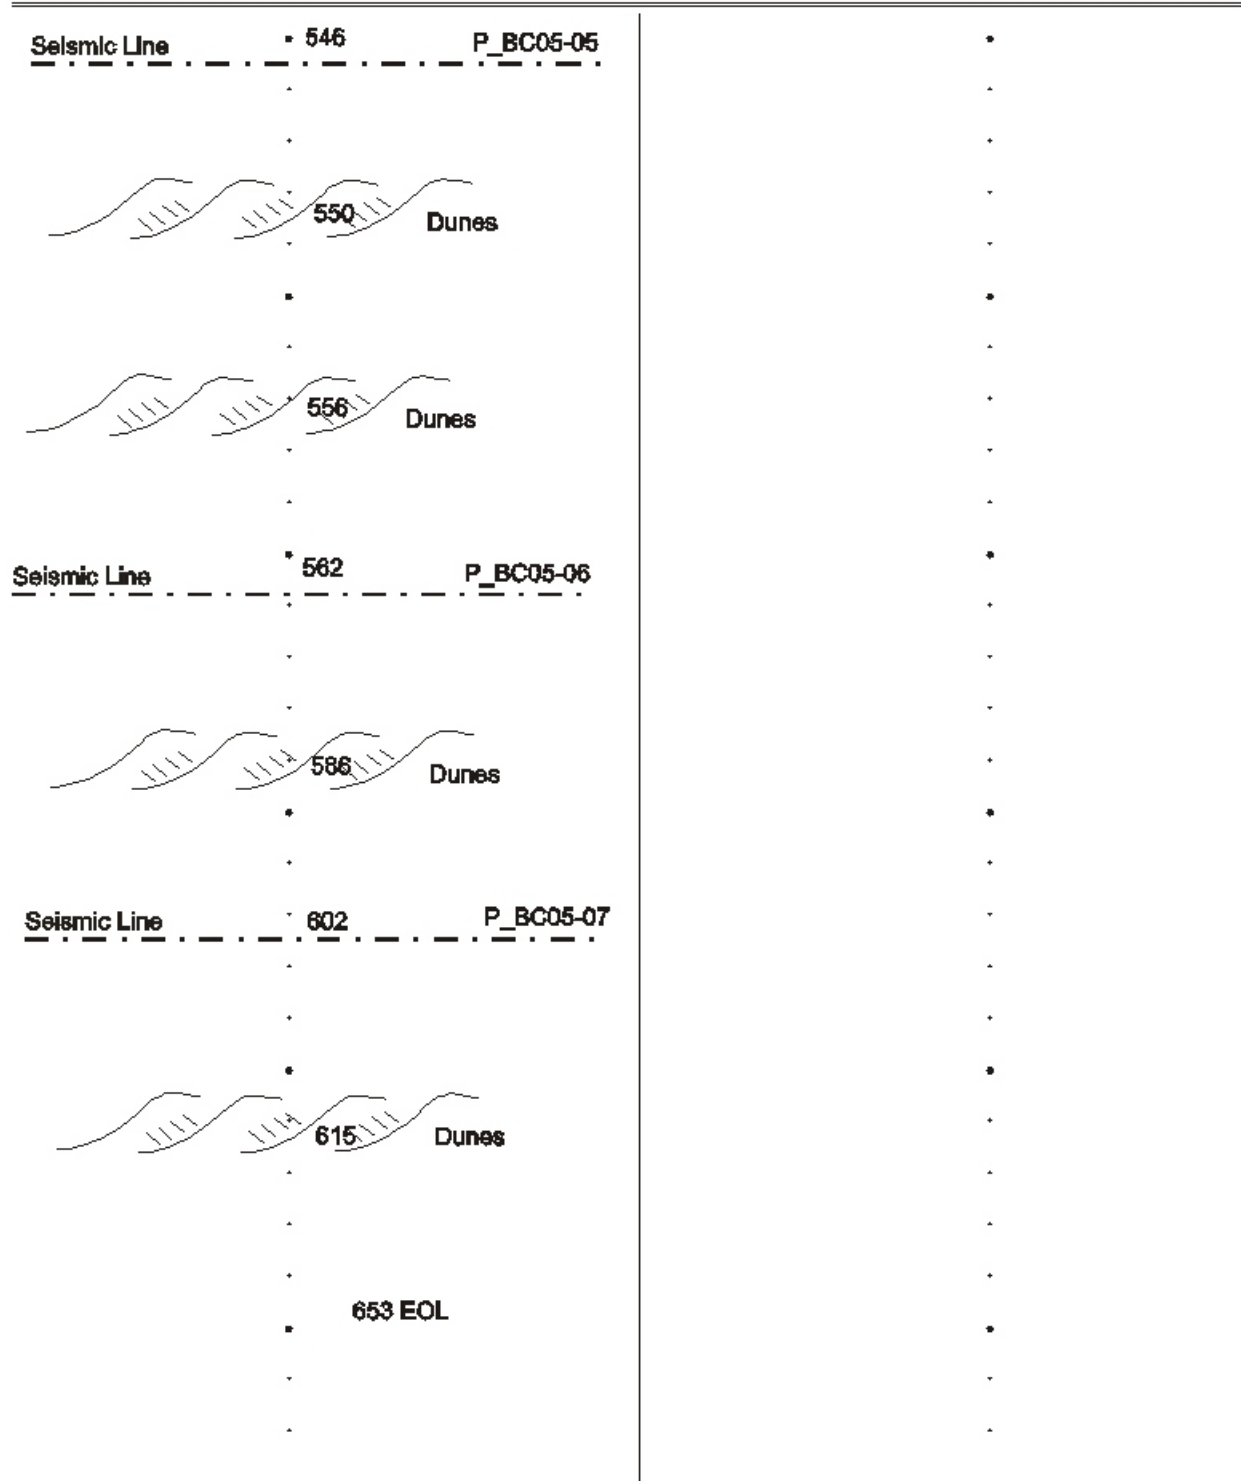 Seismic Line 546 P_BC05-05
550 Dunes
556 Dunes
Seismic Line 562 P_BC05-06
586 Dunes
Seismic Line 602 P_BC05-07
615 Dunes
653 EOL